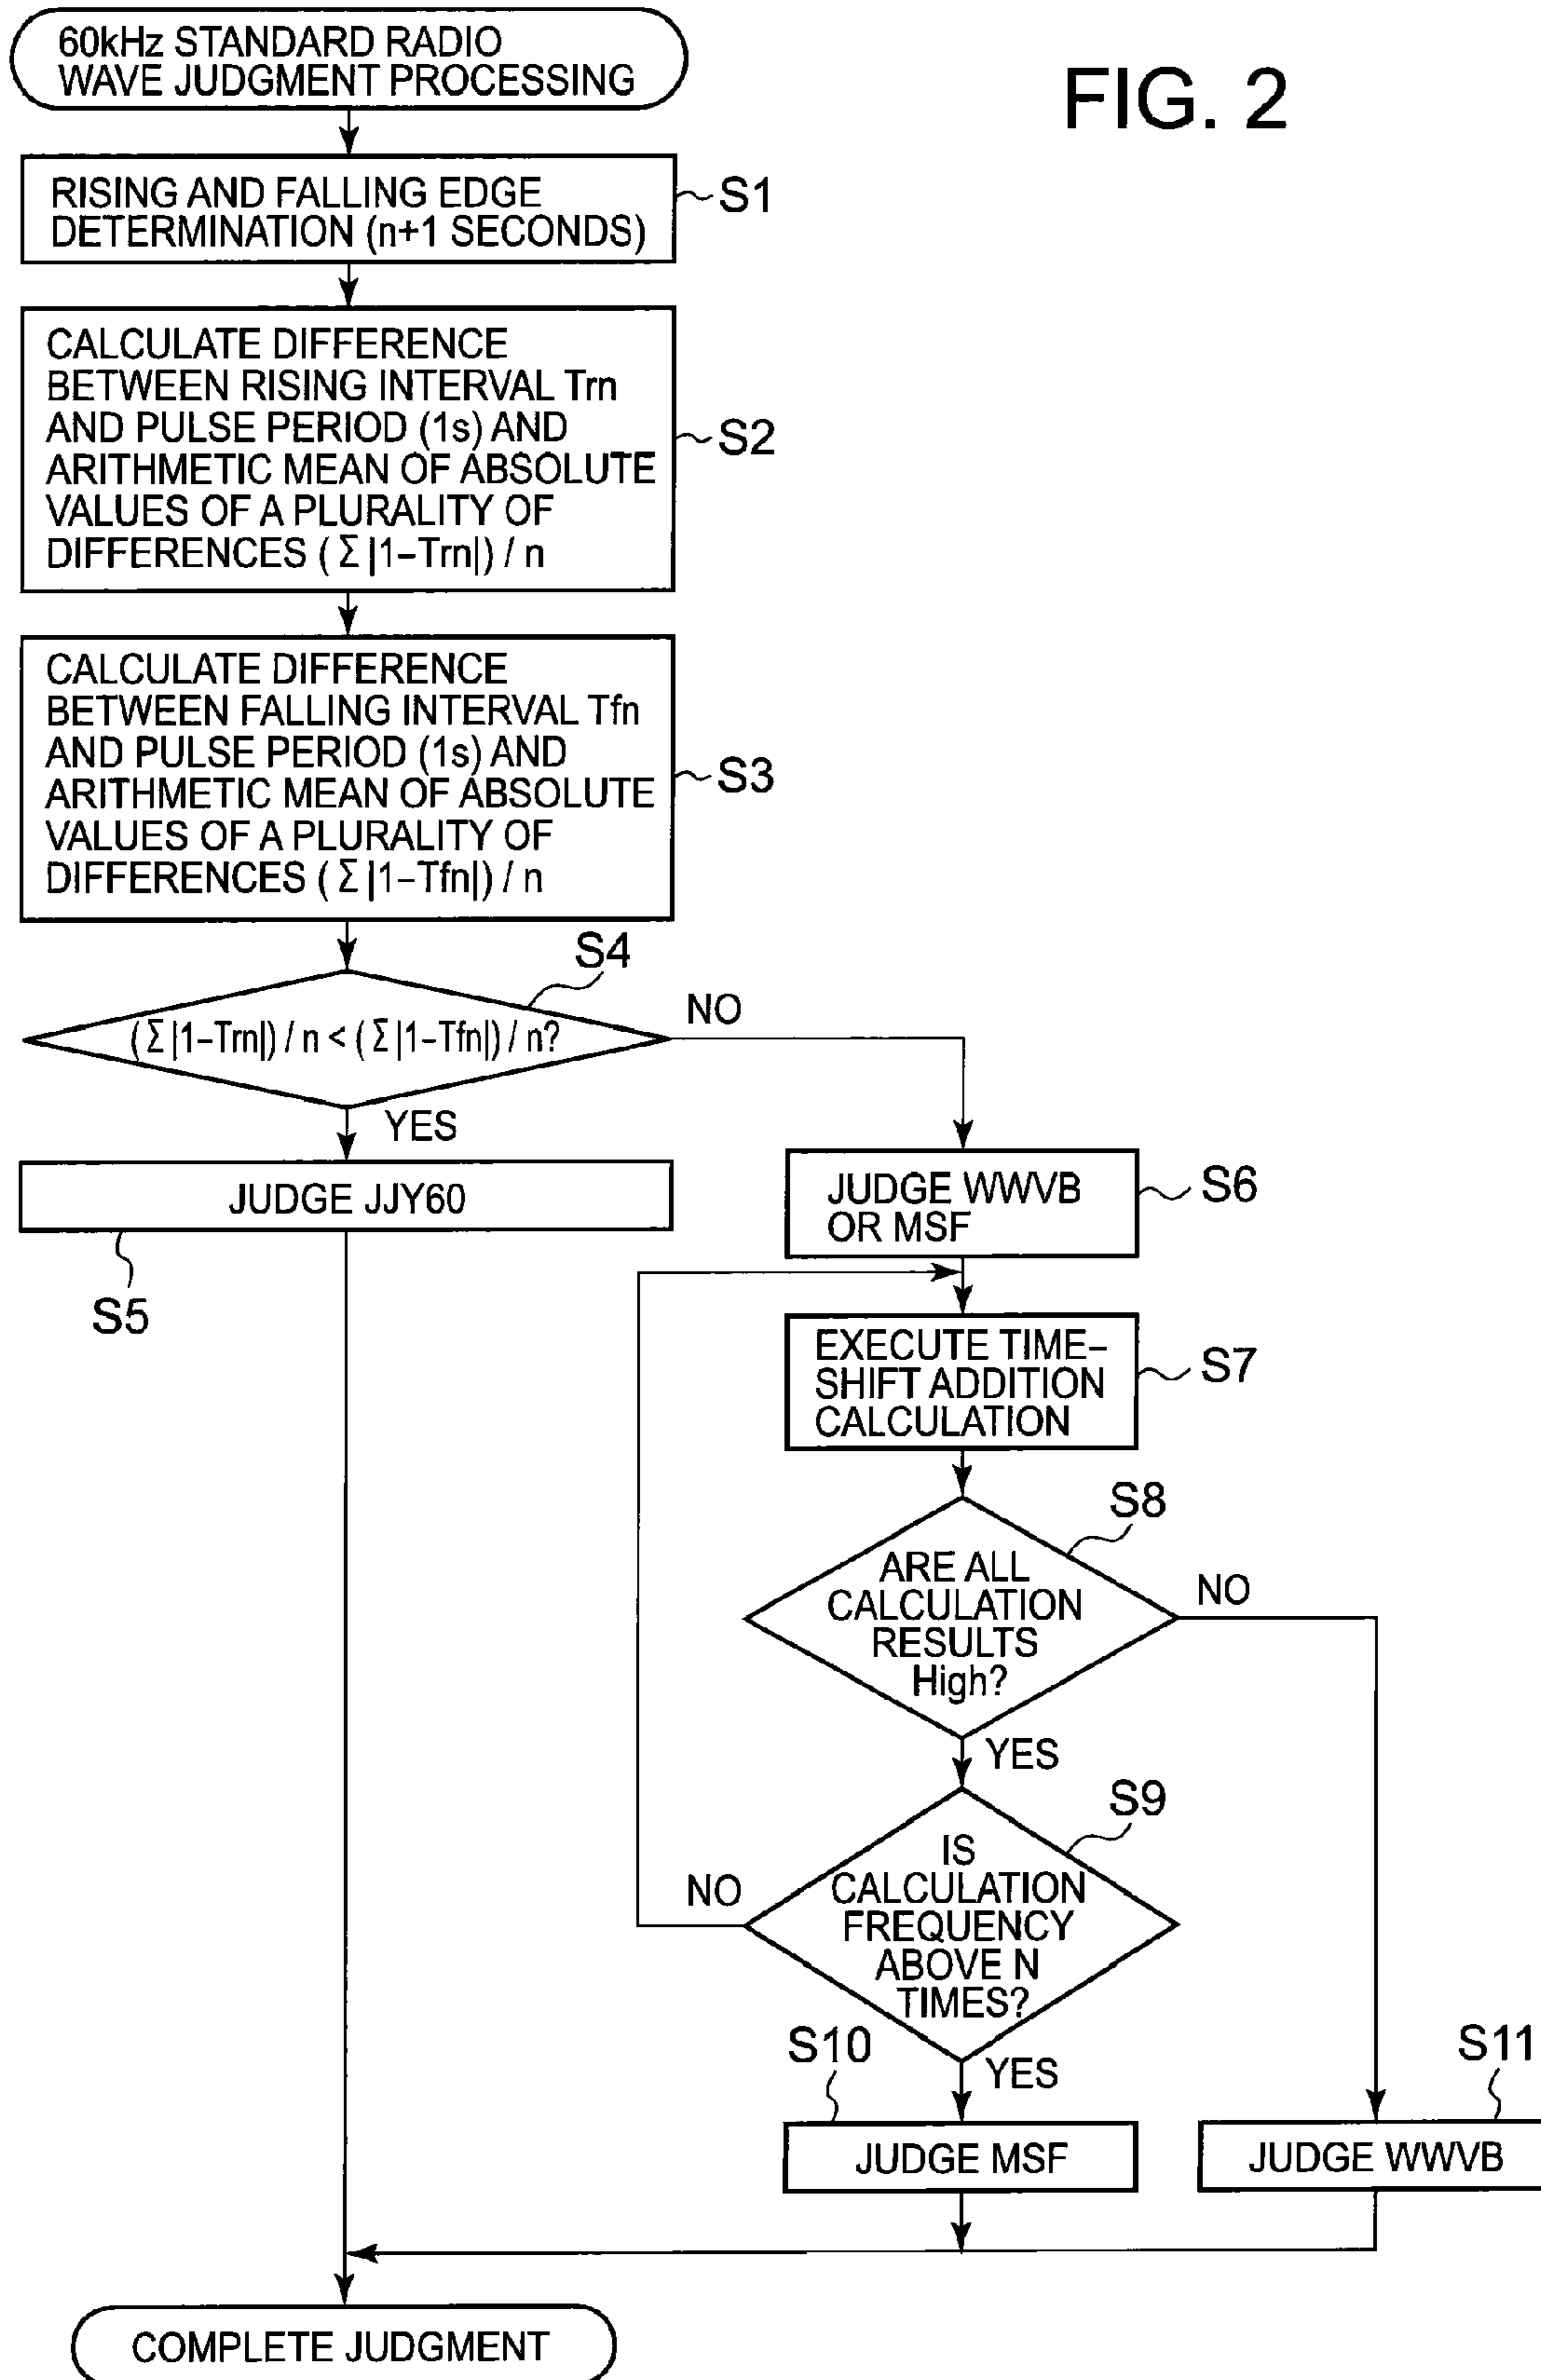 60kHz STANDARD RADIO
WAVE JUDGMENT PROCESSING
FIG. 2
RISING AND FALLING EDGE
DETERMINATION (n+1 SECONDS)
S1
CALCULATE DIFFERENCE
BETWEEN RISING INTERVAL Trn
AND PULSE PERIOD (1s) AND
ARITHMETIC MEAN OF ABSOLUTE
VALUES OF A PLURALITY OF
DIFFERENCES (Σ|1–Trn|) / n
S2
CALCULATE DIFFERENCE
BETWEEN FALLING INTERVAL Tfn
AND PULSE PERIOD (1s) AND
ARITHMETIC MEAN OF ABSOLUTE
VALUES OF A PLURALITY OF
DIFFERENCES (Σ|1–Tfn|) / n
S3
S4
(Σ|1–Trn|) / n < (Σ|1–Tfn|) / n?
NO
YES
JUDGE JJY60
S5
JUDGE WWVB
OR MSF
S6
EXECUTE TIME–
SHIFT ADDITION
CALCULATION
S7
S8
ARE ALL
CALCULATION
RESULTS
High?
NO
YES
S9
IS
CALCULATION
FREQUENCY
ABOVE N
TIMES?
NO
YES
S10
JUDGE MSF
S11
JUDGE WWVB
COMPLETE JUDGMENT